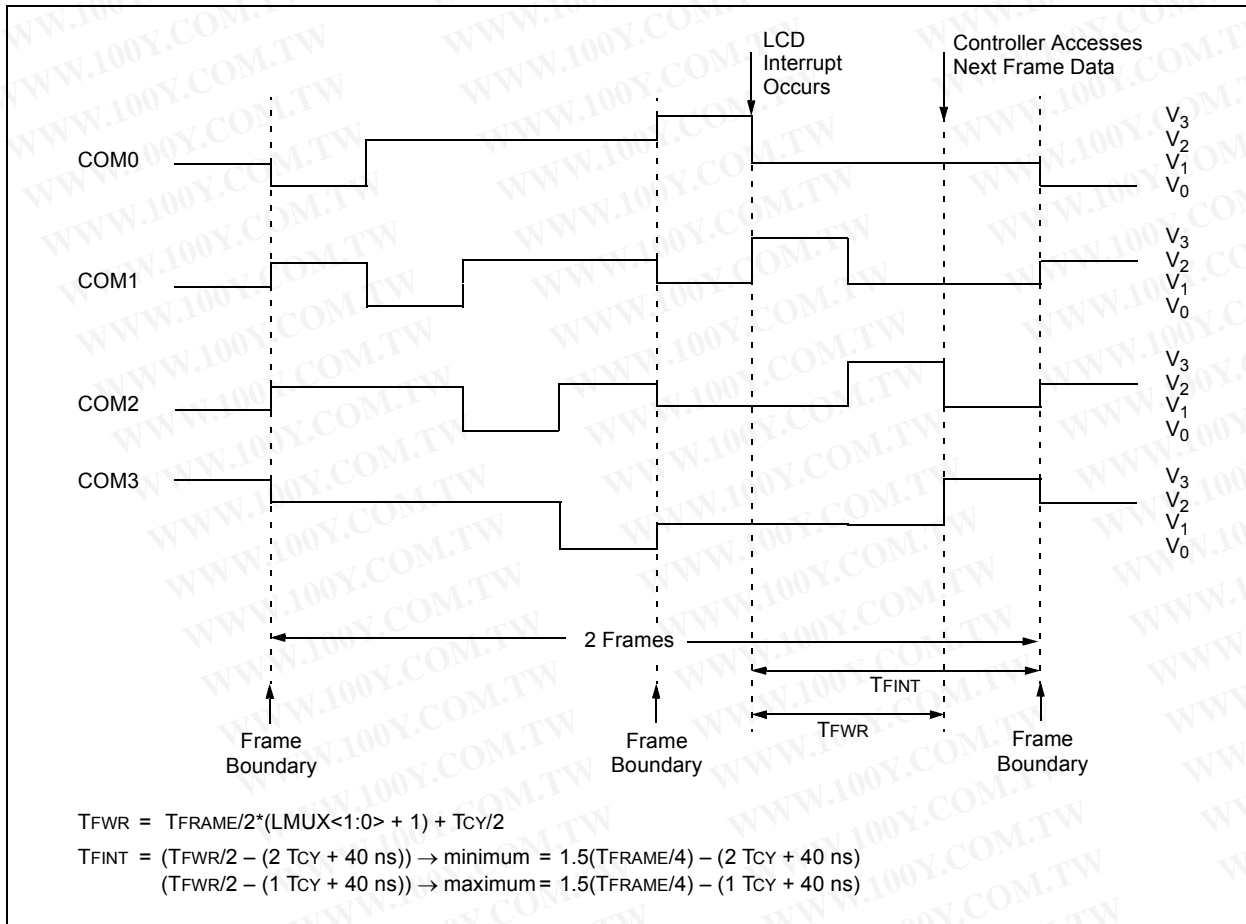 LCD
Interrupt
Occurs
Controller Accesses
Next Frame Data
COM0
V3
V2
V1
V0
COM1
V3
V2
V1
V0
COM2
V3
V2
V1
V0
COM3
V3
V2
V1
V0
2 Frames
TFINT
TFWR
Frame
Boundary
Frame
Boundary
Frame
Boundary
TFWR = TFRAME/2*(LMUX<1:0> + 1) + TCY/2
TFINT = (TFWR/2 – (2 TCY + 40 ns)) → minimum = 1.5(TFRAME/4) – (2 TCY + 40 ns)
(TFWR/2 – (1 TCY + 40 ns)) → maximum = 1.5(TFRAME/4) – (1 TCY + 40 ns)
WWW.100Y.COM.TW